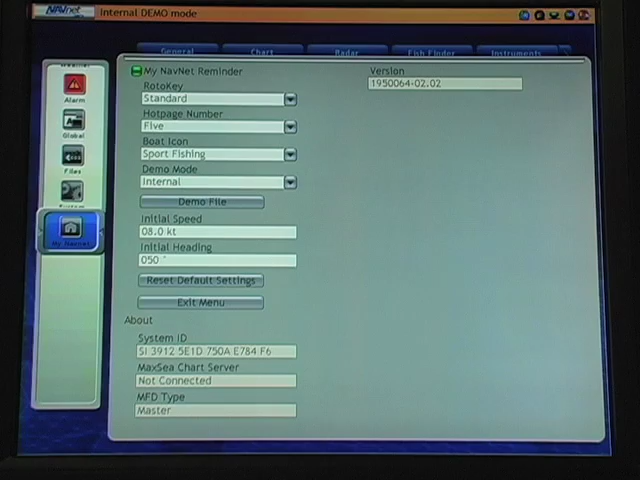 NAVnet
Internal DEMO mode
General
Chart
Radar
Fish Finder
Instruments
Alarm
Global
Files
System
My Navnet
My NavNet Reminder
RotoKey
Standard
Hotpage Number
Five
Boat Icon
Sport Fishing
Demo Mode
Internal
Demo File
Initial Speed
08.0 kt
Initial Heading
050 °
Reset Default Settings
Exit Menu
About
System ID
SI 3912 5E1D 750A E784 F6
MaxSea Chart Server
Not Connected
MFD Type
Master
Version
1950064-02.02